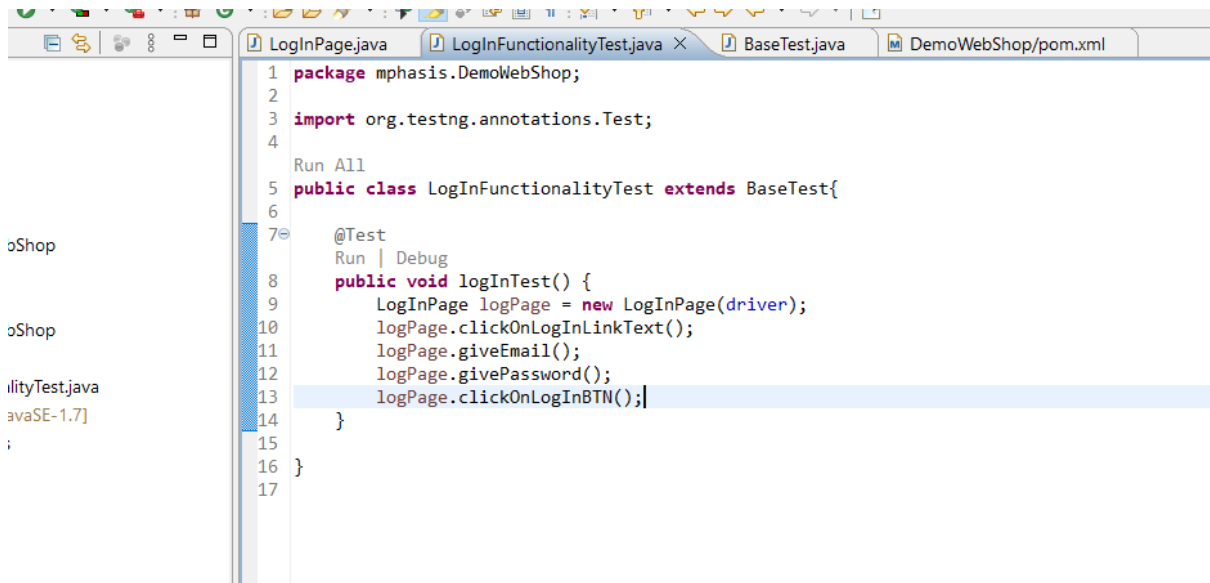 LogInPage.java LogInFunctionalityTest.java BaseTest.java DemoWebShop/pom.xml
1 package mphasis.DemoWebShop;
2
3 import org.testng.annotations.Test;
4
Run All
5 public class LogInFunctionalityTest extends BaseTest{
6
7 @Test
Run | Debug
8 public void logInTest() {
9 LogInPage logPage = new LogInPage(driver);
10 logPage.clickOnLogInLinkText();
11 logPage.giveEmail();
12 logPage.givePassword();
13 logPage.clickOnLogInBTN();
14 }
15
16 }
17
bShop
bShop
alityTest.java
avaSE-1.7]
s